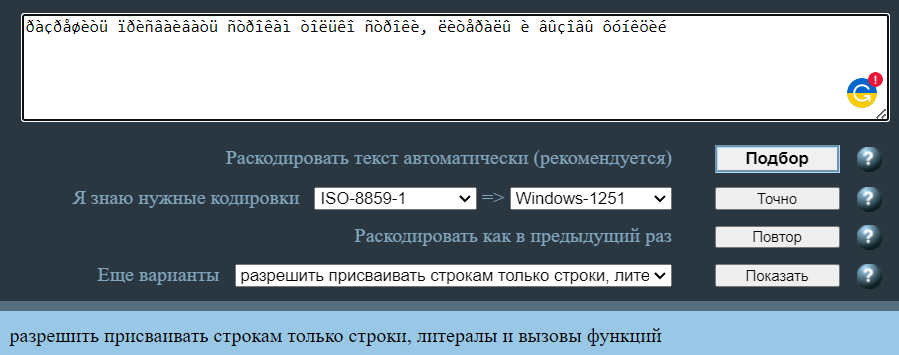 ðàçðåøèòü ïðèñâàèâàòü ñòðîêàì òîëüêî ñòðîêè, ëèòåðàëû è âûçîâû ôóíêöèé
Раскодировать текст автоматически (рекомендуется) Подбор ?
Я знаю нужные кодировки ISO-8859-1 => Windows-1251 Точно ?
Раскодировать как в предыдущий раз Повтор ?
Еще варианты разрешить присваивать строкам только строки, лите Показать ?
разрешить присваивать строкам только строки, литералы и вызовы функций